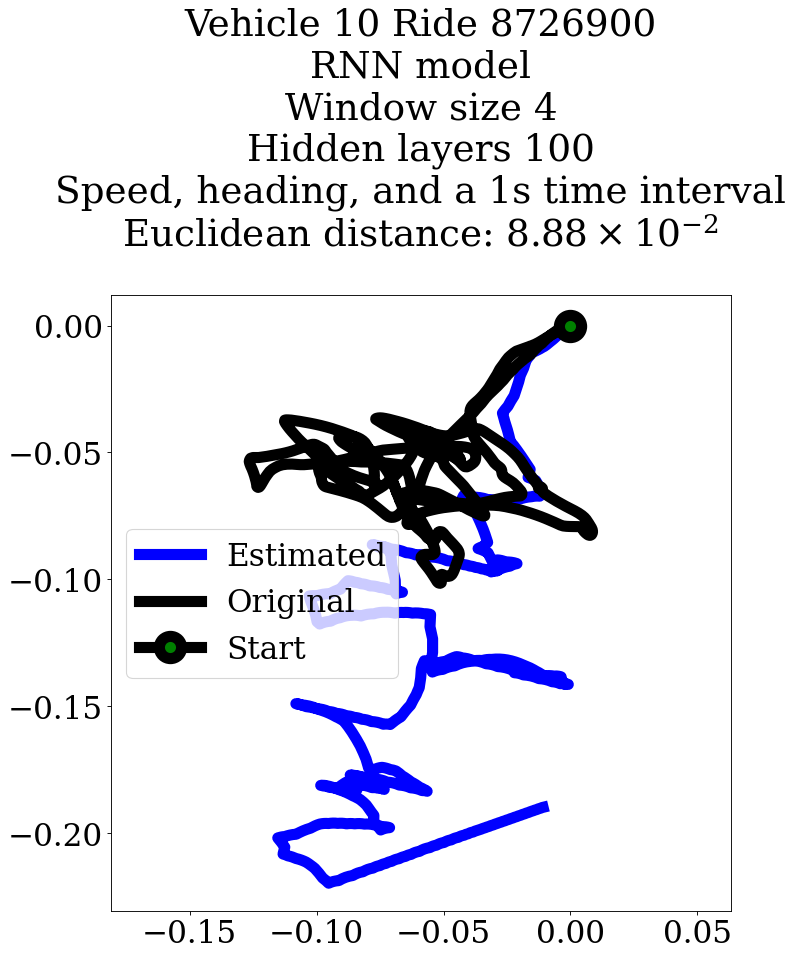 Vehicle 10 Ride 8726900
RNN model
Window size 4
Hidden layers 100
Speed, heading, and a 1s time interval
Euclidean distance: 8.88 × 10⁻²
0.00
−0.05
−0.10
−0.15
−0.20
Estimated
Original
Start
−0.15 −0.10 −0.05 0.00 0.05